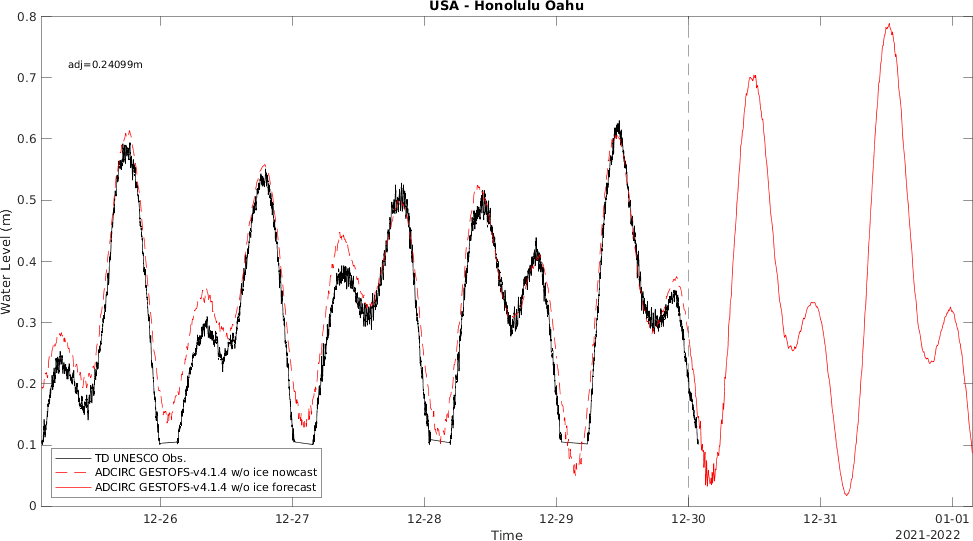 USA - Honolulu Oahu
0.8
0.7
0.6
0.5
0.4
0.3
0.2
0.1
0
Water Level (m)
adj=0.24099m
TD UNESCO Obs.
ADCIRC GESTOFS-v4.1.4 w/o ice nowcast
ADCIRC GESTOFS-v4.1.4 w/o ice forecast
12-26 12-27 12-28 12-29 12-30 12-31 01-01
Time
2021-2022